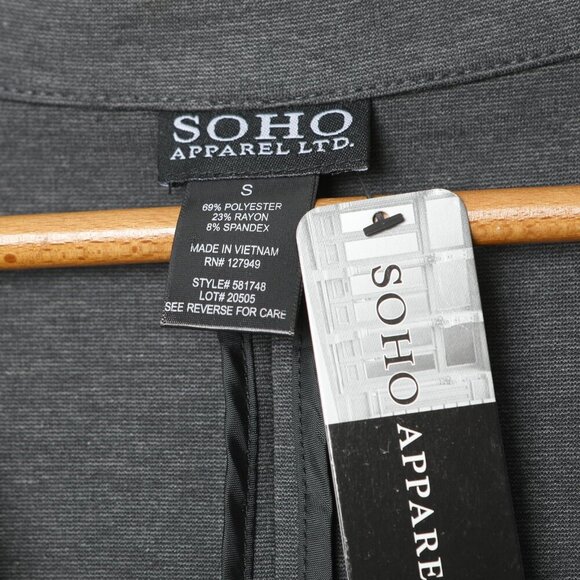 SOHO
APPAREL LTD.
S
69% POLYESTER
23% RAYON
8% SPANDEX
MADE IN VIETNAM
RN# 127949
STYLE# 581748
LOT# 20505
SEE REVERSE FOR CARE
SOHO APPARE